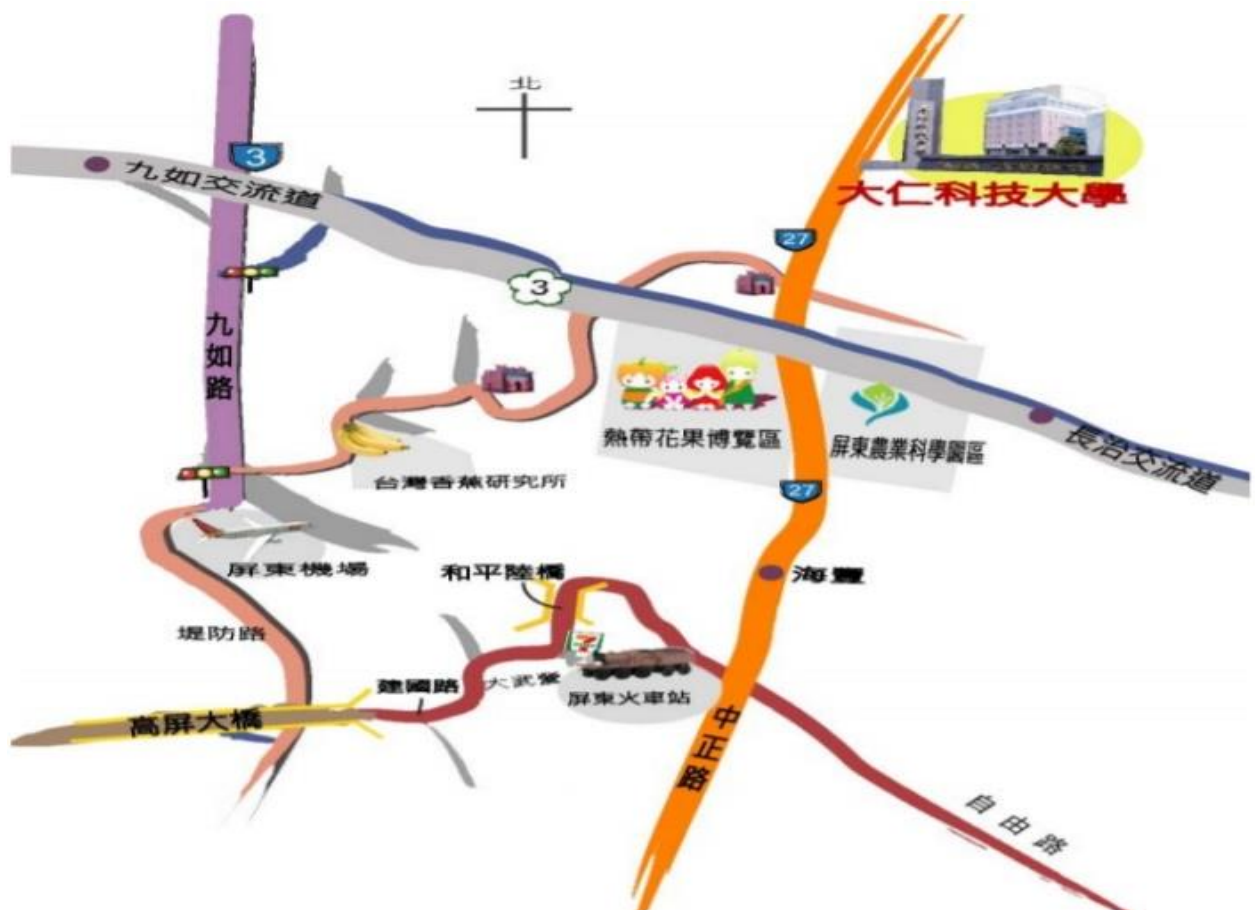 北
3
九如交流道
大仁科技大學
27
3
九如路
熱帶花果博覽區
屏東農業科學園區
長治交流道
台灣香蕉研究所
27
屏東機場
和平陸橋
海豐
堤防路
7
大武營
建國路
屏東火車站
高屏大橋
中正路
自由路